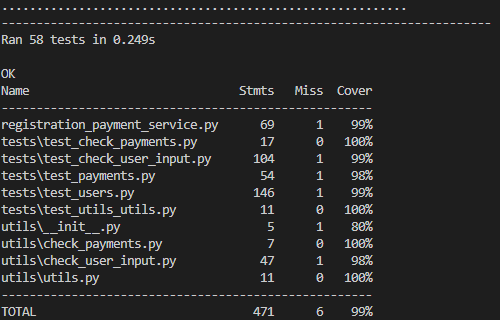 ..........................................................
----------------------------------------------------------------------
Ran 58 tests in 0.249s
OK
Name                              Stmts   Miss  Cover
-----------------------------------------------------
registration_payment_service.py      69      1    99%
tests\test_check_payments.py         17      0   100%
tests\test_check_user_input.py      104      1    99%
tests\test_payments.py               54      1    98%
tests\test_users.py                 146      1    99%
tests\test_utils_utils.py            11      0   100%
utils\__init__.py                     5      1    80%
utils\check_payments.py               7      0   100%
utils\check_user_input.py            47      1    98%
utils\utils.py                       11      0   100%
-----------------------------------------------------
TOTAL                               471      6    99%